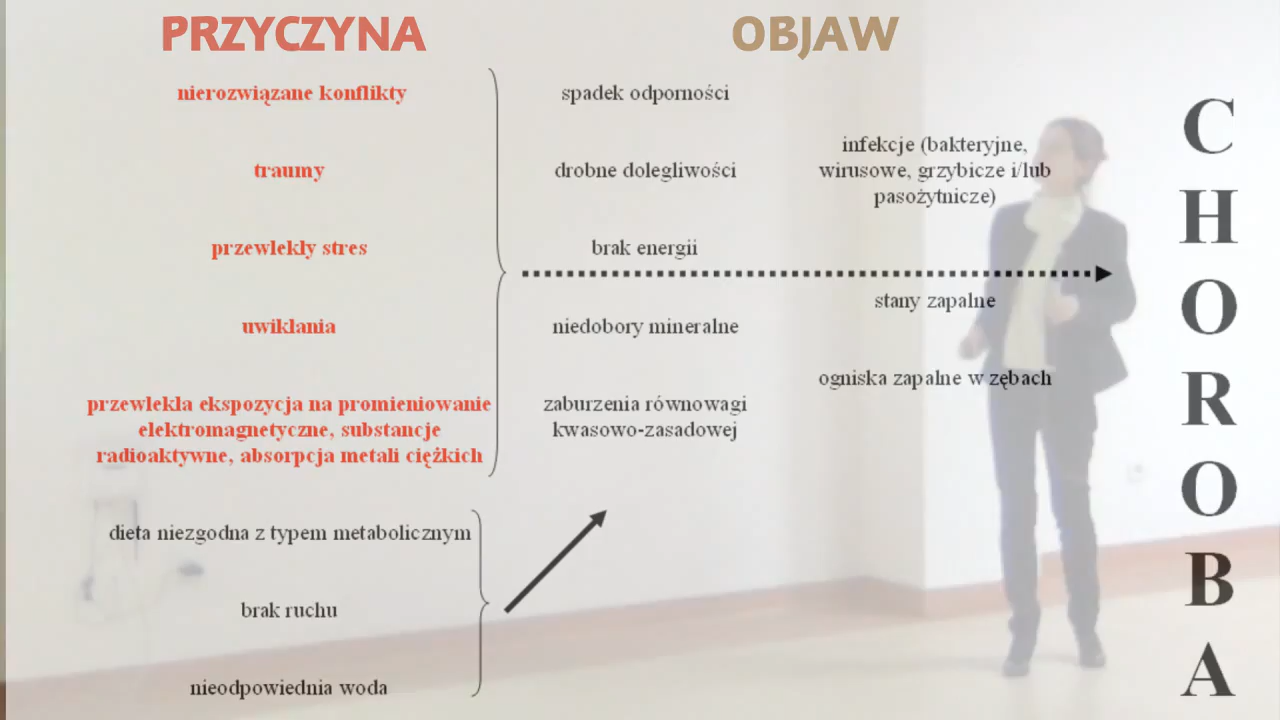 PRZYCZYNA
nierozwiązane konflikty
traumy
przewlekły stres
uwikłania
przewlekła ekspozycja na promieniowanie
elektromagnetyczne, substancje
radioaktywne, absorpcja metali ciężkich
dieta niezgodna z typem metabolicznym
brak ruchu
nieodpowiednia woda
OBJAW
spadek odporności
drobne dolegliwości
brak energii
niedobory mineralne
zaburzenia równowagi
kwasowo-zasadowej
infekcje (bakteryjne,
wirusowe, grzybicze i/lub
pasożytnicze)
stany zapalne
ogniska zapalne w zębach
CHOROBA